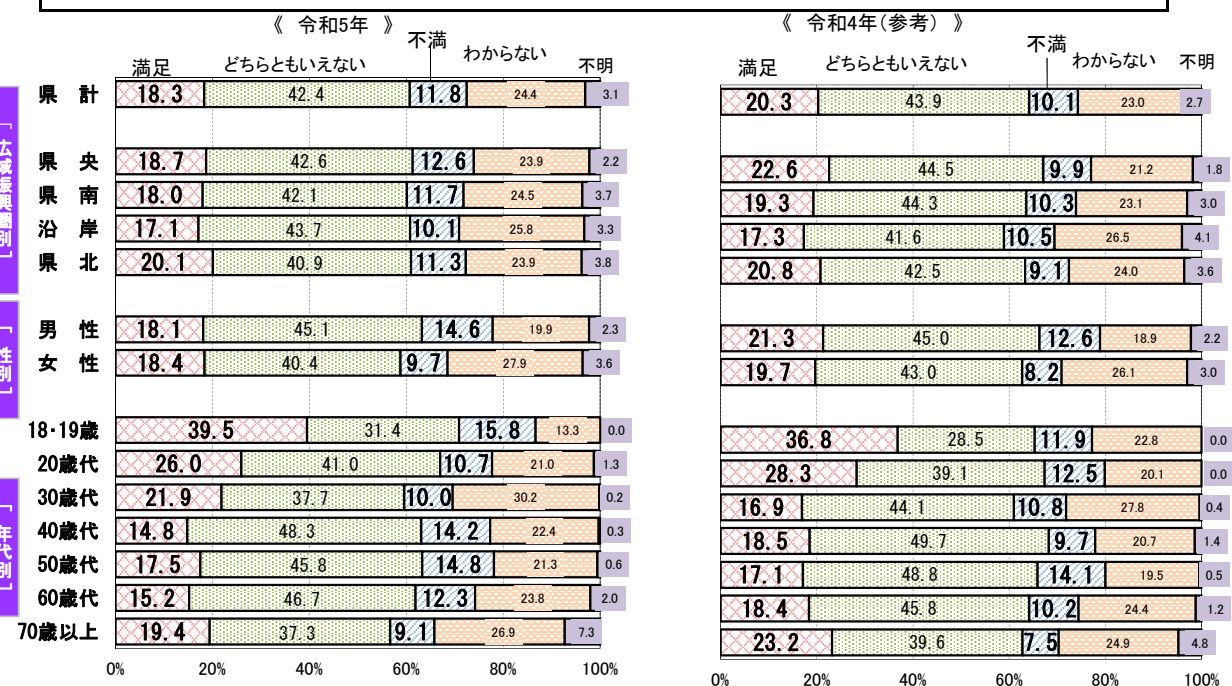 《 令和5年 》
満足 どちらともいえない 不満 わからない 不明
県 計 18.3 42.4 11.8 24.4 3.1
「広域振興圏別」
県 央 18.7 42.6 12.6 23.9 2.2
県 南 18.0 42.1 11.7 24.5 3.7
沿 岸 17.1 43.7 10.1 25.8 3.3
県 北 20.1 40.9 11.3 23.9 3.8
「性別」
男 性 18.1 45.1 14.6 19.9 2.3
女 性 18.4 40.4 9.7 27.9 3.6
「年代別」
18・19歳 39.5 31.4 15.8 13.3 0.0
20歳代 26.0 41.0 10.7 21.0 1.3
30歳代 21.9 37.7 10.0 30.2 0.2
40歳代 14.8 48.3 14.2 22.4 0.3
50歳代 17.5 45.8 14.8 21.3 0.6
60歳代 15.2 46.7 12.3 23.8 2.0
70歳以上 19.4 37.3 9.1 26.9 7.3
0% 20% 40% 60% 80% 100%
《 令和4年(参考) 》
満足 どちらともいえない 不満 わからない 不明
20.3 43.9 10.1 23.0 2.7
22.6 44.5 9.9 21.2 1.8
19.3 44.3 10.3 23.1 3.0
17.3 41.6 10.5 26.5 4.1
20.8 42.5 9.1 24.0 3.6
21.3 45.0 12.6 18.9 2.2
19.7 43.0 8.2 26.1 3.0
36.8 28.5 11.9 22.8 0.0
28.3 39.1 12.5 20.1 0.0
16.9 44.1 10.8 27.8 0.4
18.5 49.7 9.7 20.7 1.4
17.1 48.8 14.1 19.5 0.5
18.4 45.8 10.2 24.4 1.2
23.2 39.6 7.5 24.9 4.8
0% 20% 40% 60% 80% 100%